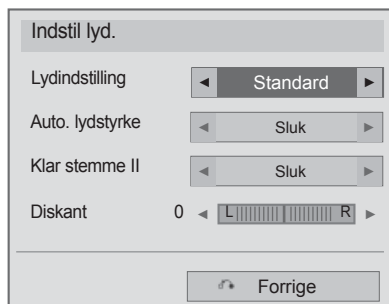 Indstil lyd.
Lydindstilling ◄ Standard ►
Auto. lydstyrke ◄ Sluk ►
Klar stemme II ◄ Sluk ►
Diskant 0 ◄ L R ►
Forrige